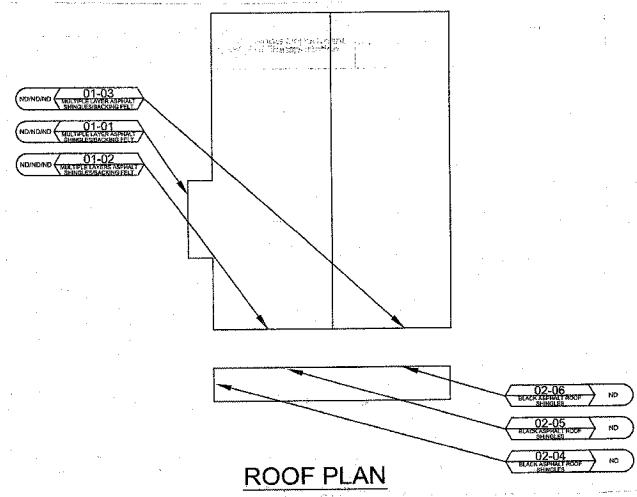 01-03
ND/ND/ND
MULTIPLE LAYER ASPHALT
SHINGLES/BACKING FELT
01-01
ND/ND/ND
MULTIPLE LAYER ASPHALT
SHINGLES/BACKING FELT
01-02
ND/ND/ND
MULTIPLE LAYERS ASPHALT
SHINGLES/BACKING FELT
02-06
ND
BLACK ASPHALT ROOF
SHINGLES
02-05
ND
BLACK ASPHALT ROOF
SHINGLES
02-04
ND
BLACK ASPHALT ROOF
SHINGLES
ROOF PLAN